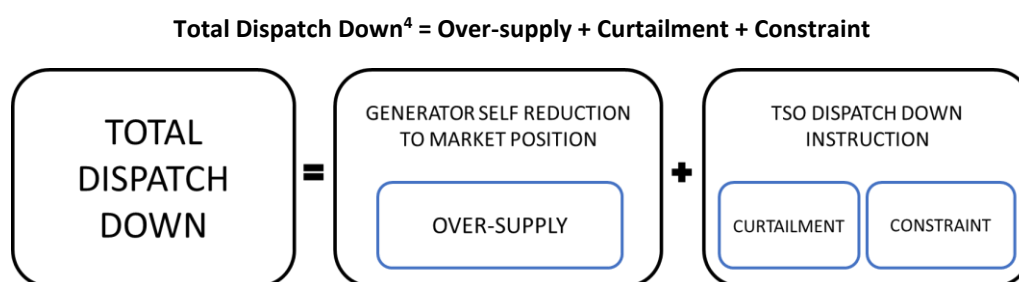 Total Dispatch Down⁴ = Over-supply + Curtailment + Constraint
TOTAL
DISPATCH
DOWN
=
GENERATOR SELF REDUCTION
TO MARKET POSITION
OVER-SUPPLY
+
TSO DISPATCH DOWN
INSTRUCTION
CURTAILMENT
CONSTRAINT